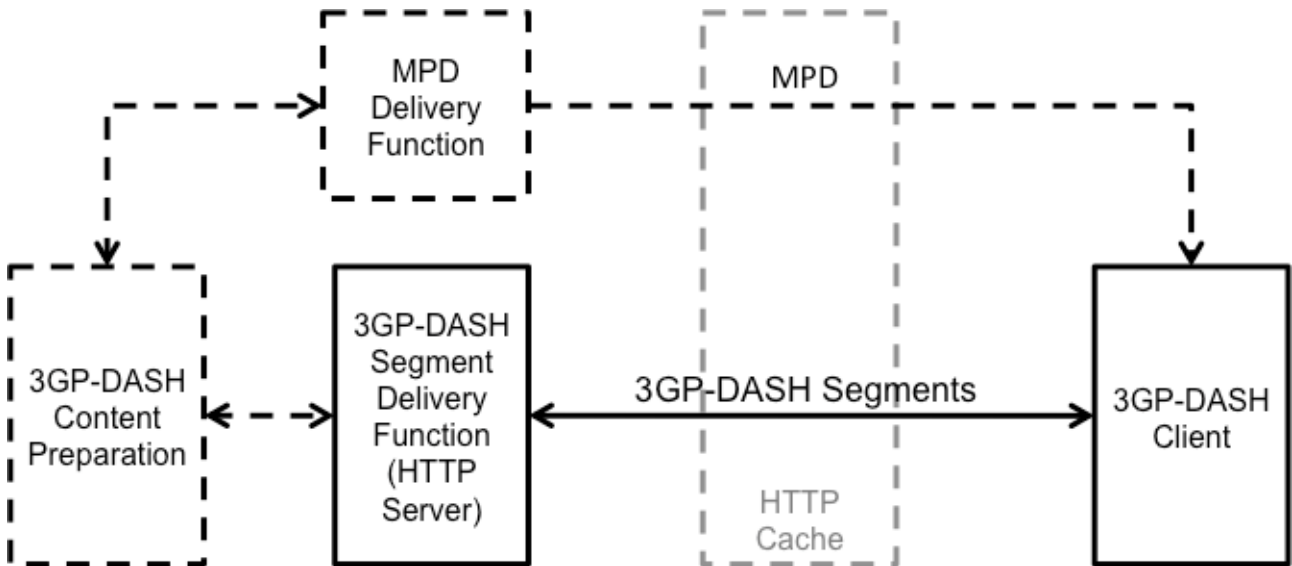 MPD
Delivery
Function
MPD
3GP-DASH
Content
Preparation
3GP-DASH
Segment
Delivery
Function
(HTTP
Server)
3GP-DASH Segments
HTTP
Cache
3GP-DASH
Client